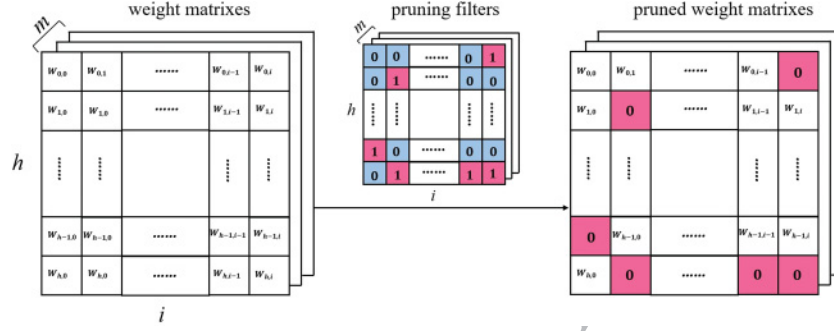 weight matrixes
pruning filters
pruned weight matrixes
m
W0,0 W0,1 ...... W0,i−1 W0,i
W1,0 W1,0 ...... W1,i−1 W1,i
...... ...... ...... ......
Wh−1,0 Wh−1,0 ...... Wh−1,i−1 Wh−1,i
Wh,0 Wh,0 ...... Wh,i−1 Wh,i
h
i
m
0 0 ...... 0 1
0 1 ...... 0 0
...... ...... ...... ......
1 0 ...... 0 0
0 1 ...... 1 1
h
i
W0,0 W0,1 ...... W0,i−1 0
W1,0 0 ...... W1,i−1 W1,i
...... ...... ...... ......
0 Wh−1,0 ...... Wh−1,i−1 Wh−1,i
Wh,0 0 ...... 0 0